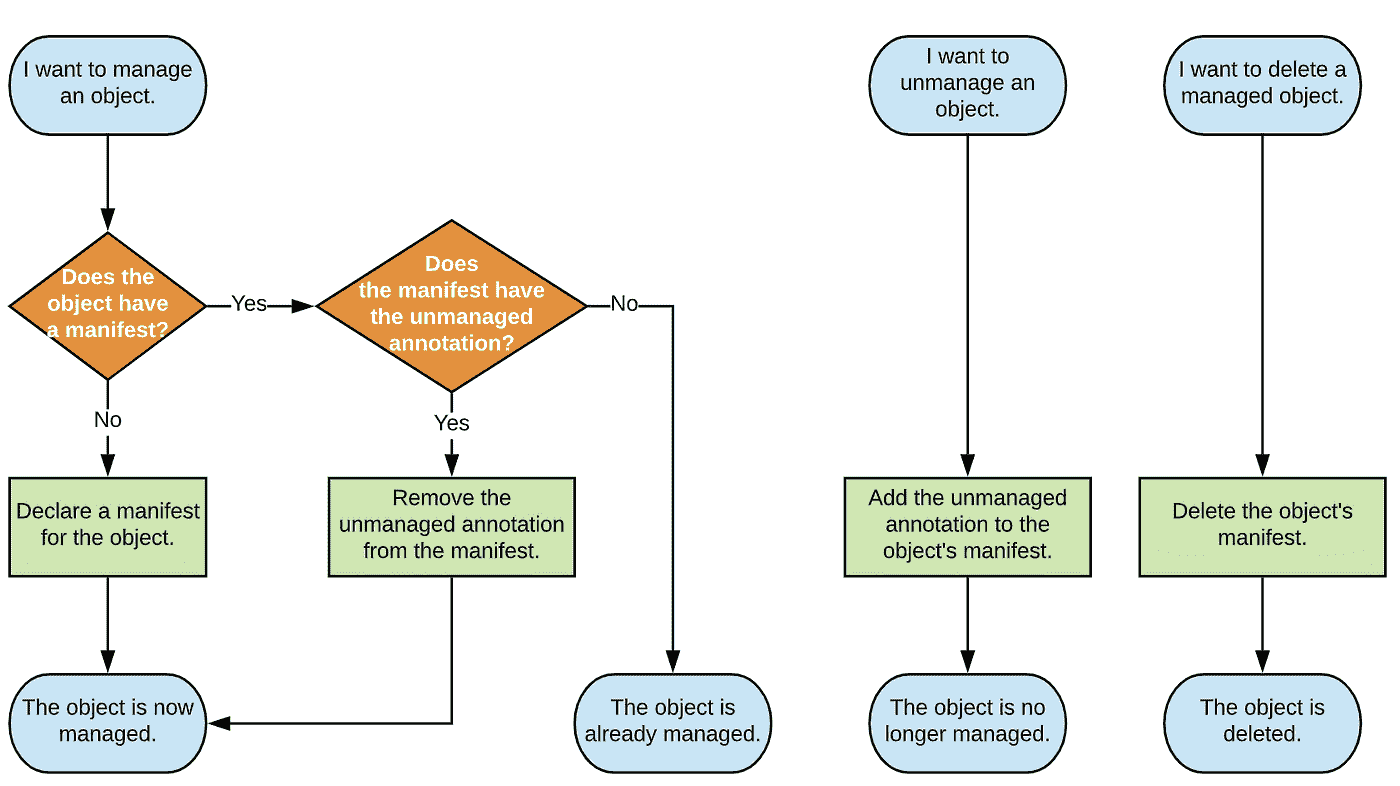 I want to manage
an object.
I want to
unmanage an
object.
I want to delete a
managed object.
Does the
object have
a manifest?
Yes
Does
the manifest have
the unmanaged
annotation?
No
No
Yes
Declare a manifest
for the object.
Remove the
unmanaged annotation
from the manifest.
Add the unmanaged
annotation to the
object's manifest.
Delete the object's
manifest.
The object is now
managed.
The object is
already managed.
The object is no
longer managed.
The object is
deleted.